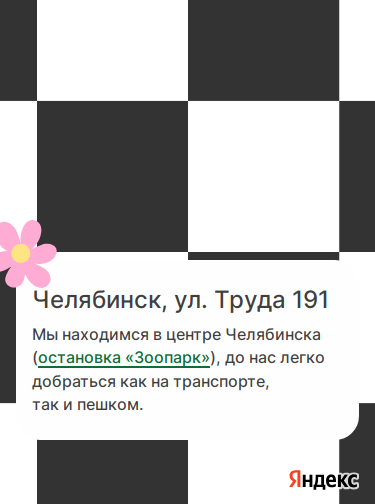 Челябинск, ул. Труда 191
Мы находимся в центре Челябинска
(остановка «Зоопарк»), до нас легко
добраться как на транспорте,
так и пешком.
Яндекс